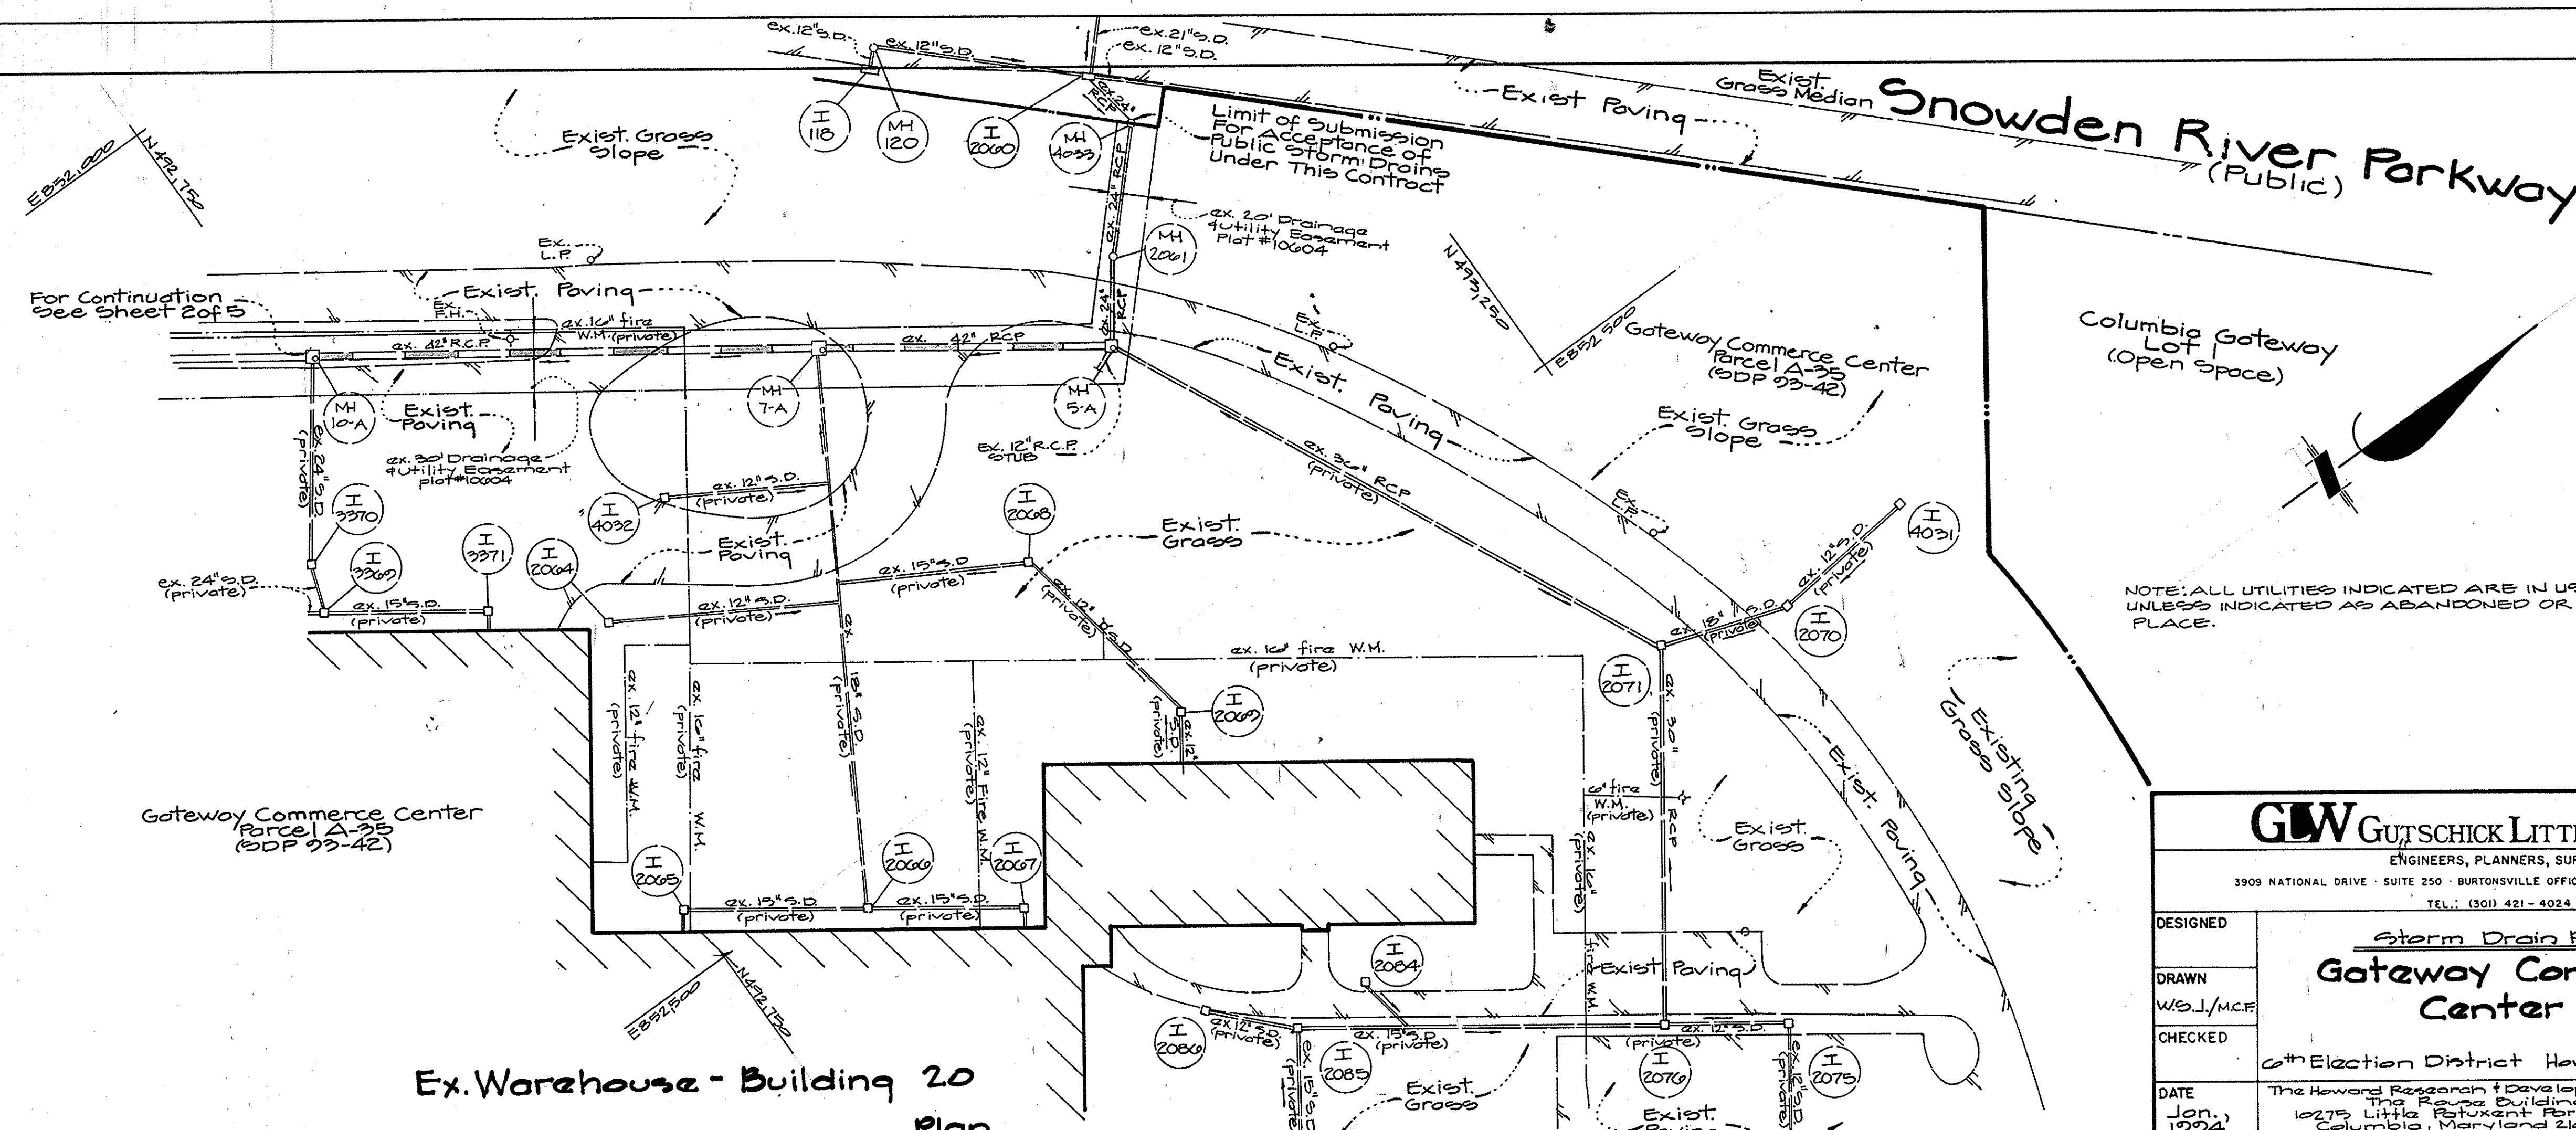 ex.12"S.D.
ex.12"S.D.
ex.21"S.D.
ex.12"S.D.
ex.24"
RCP
I
118
MH
120
I
2060
MH
4033
Limit of Submission
For Acceptance of
Public Storm Drains
Under This Contract
Exist Paving
Exist.
Grass Median
Snowden River Parkway
(Public)
Exist. Grass
Slope
E852,000
N492,750
ex. 24" RCP
ex. 20' Drainage
& Utility Easement
Plat #10604
MH
2061
ex. 24"
RCP
N493,250
E852,500
Ex.
L.P.
For Continuation
See Sheet 2 of 5
Exist. Paving
Ex.
F.H.
ex. 16" fire
W.M. (private)
ex. 42" R.C.P.
ex. 42" RCP
Ex.
L.P.
Gateway Commerce Center
Parcel A-35
(SDP 93-42)
Columbia Gateway
Lot 1
(Open Space)
MH
10-A
Exist.
Paving
MH
7-A
MH
5-A
Ex. 12" R.C.P.
STUB
Exist. Paving
Exist. Grass
Slope
ex. 24" S.D.
(private)
ex. 30' Drainage
& Utility Easement
plat #10604
ex. 36" RCP
(private)
ex. 12" S.D.
(private)
I
4032
I
3370
I
3369
I
3371
I
2064
Exist.
Paving
I
2068
Exist.
Grass
Ex.
L.P.
I
4031
ex. 12" S.D.
(private)
ex. 24" S.D.
(private)
ex. 15" S.D.
(private)
ex. 12" S.D.
(private)
ex. 15" S.D
(private)
ex. 12"
S.D.
ex. 18" S.D.
(private)
I
2070
NOTE: ALL UTILITIES INDICATED ARE IN US
UNLESS INDICATED AS ABANDONED OR
PLACE.
ex. 16" fire W.M.
(private)
I
2071
I
2069
ex. 12"
S.D.
(private)
ex. 12" fire W.M.
(private)
ex. 16" fire W.M.
(private)
ex. 18" S.D.
(private)
ex. 12" Fire W.M.
(private)
ex. 30" RCP
(private)
6" fire
W.M.
(private)
ex. 16" fire W.M.
(private)
Exist.
Grass
Exist. Paving
Existing
Grass Slope
Gateway Commerce Center
Parcel A-35
(SDP 93-42)
I
2065
I
2066
I
2067
ex. 15" S.D.
(private)
ex. 15" S.D.
(private)
GLW GUTSCHICK LITT
ENGINEERS, PLANNERS, SU
3909 NATIONAL DRIVE · SUITE 250 · BURTONSVILLE OFFIC
TEL.: (301) 421 - 4024
DESIGNED
Storm Drain
Gateway Co
Center
DRAWN
W.S.J./M.C.F.
CHECKED
6th Election District Ho
DATE
Jan.,
1994
The Howard Research & Develo
The Rouse Building
10275 Little Patuxent Par
Columbia, Maryland 21
E852,500
N492,750
I
2084
Exist Paving
I
2086
ex 12" S.D.
(private)
I
2085
ex. 15" S.D
(private)
ex. 12" S.D.
(private)
I
2076
I
2075
ex. 15" S.D
(private)
ex. 12" S.D
(private)
Exist.
Grass
Exist.
Ex. Warehouse - Building 20
Plan